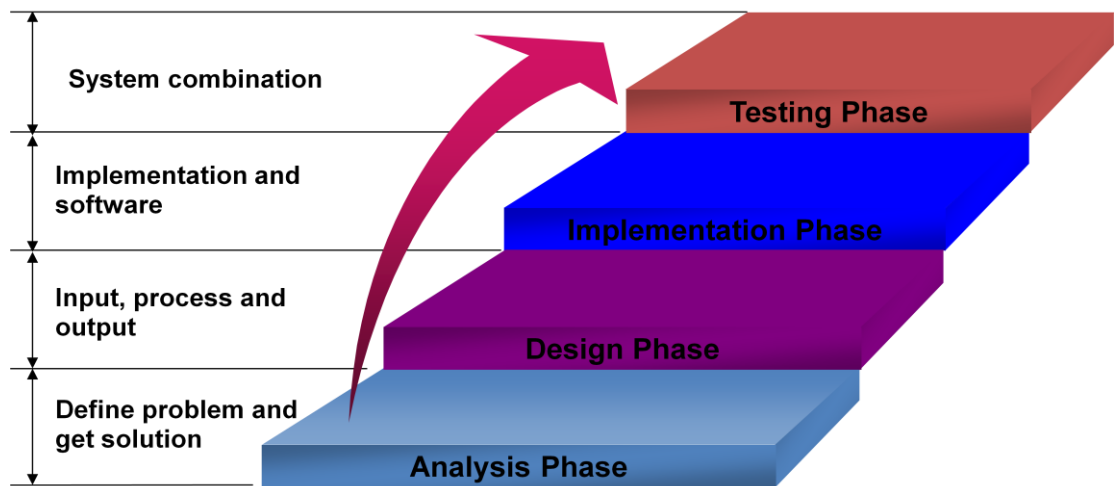 System combination
Testing Phase
Implementation and
software
Implementation Phase
Input, process and
output
Design Phase
Define problem and
get solution
Analysis Phase